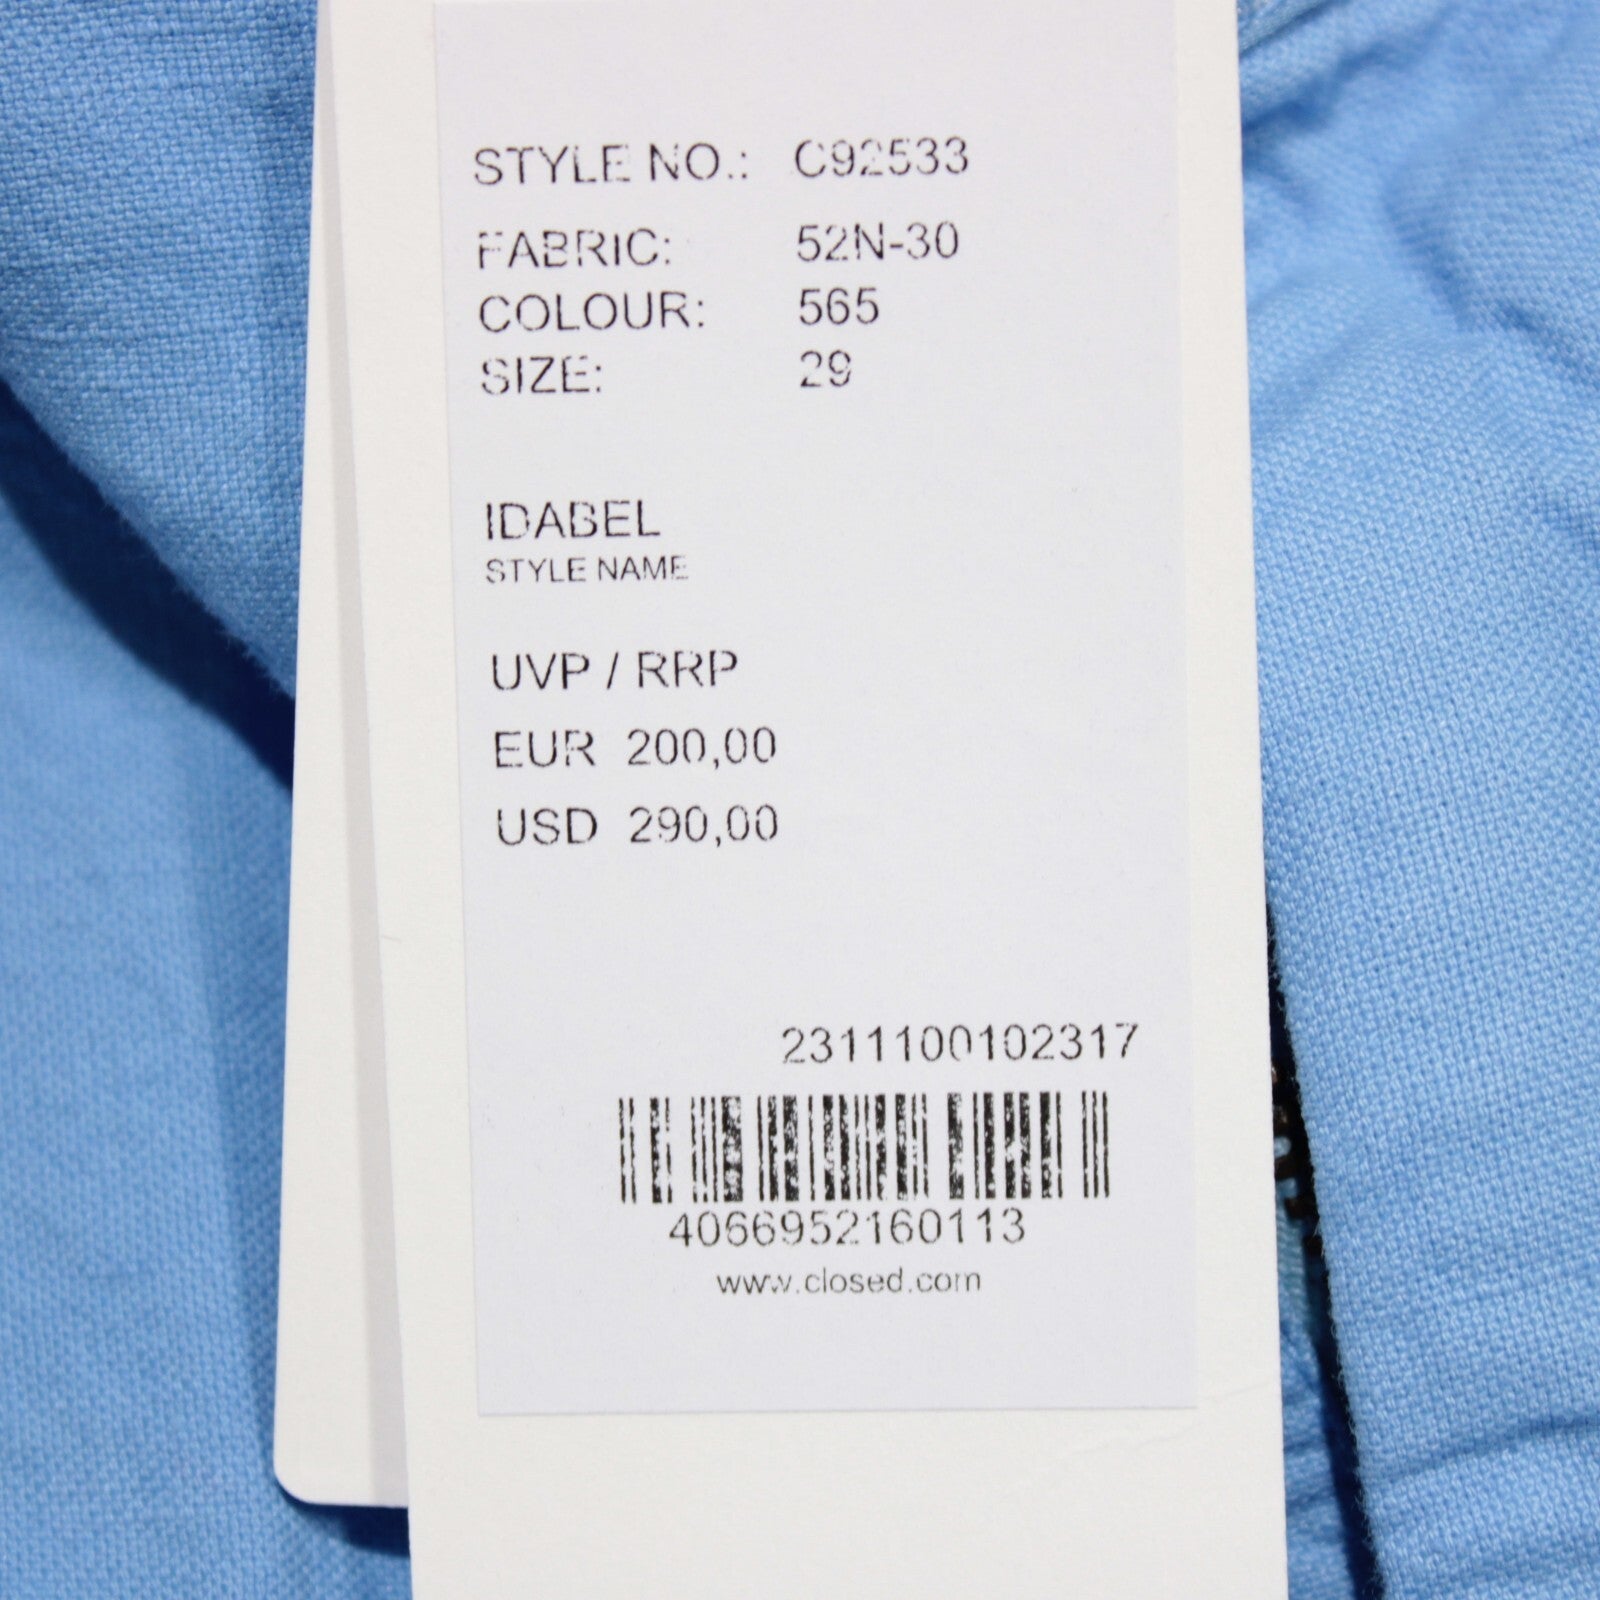 STYLE NO.: C92533
FABRIC: 52N-30
COLOUR: 565
SIZE: 29
IDABEL
STYLE NAME
UVP / RRP
EUR 200,00
USD 290,00
2311100102317
4066952160113
www.closed.com